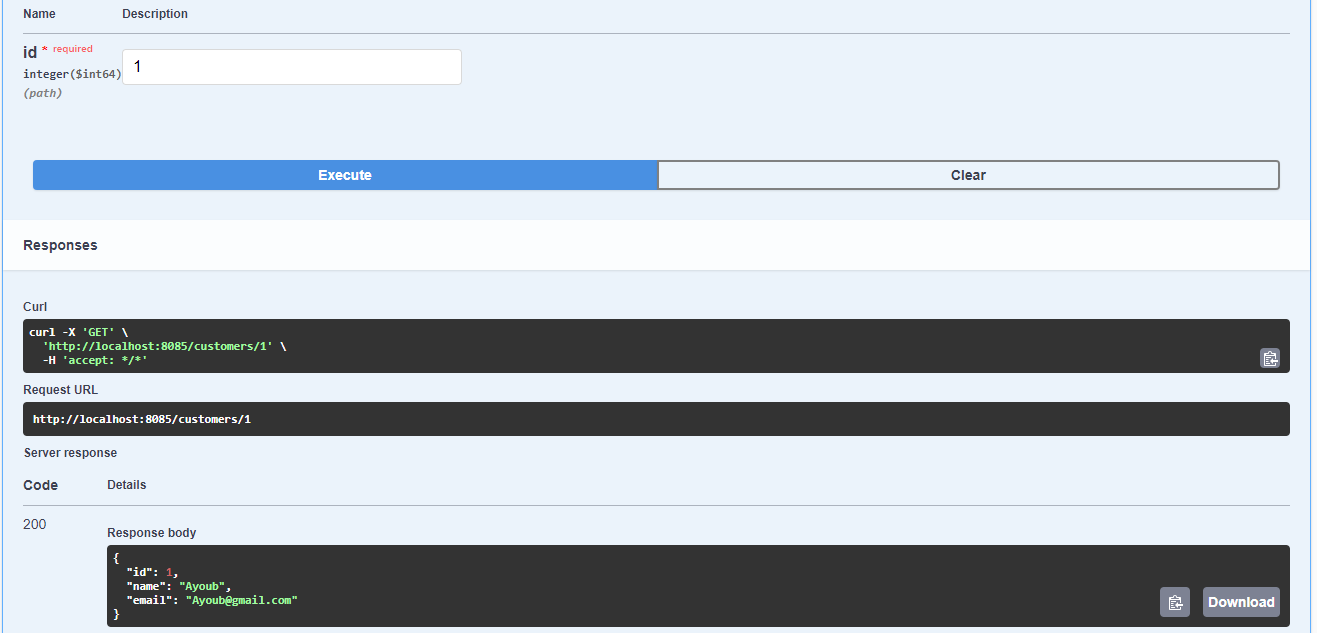 Name Description
id * required
integer($int64)
(path)
1
Execute Clear
Responses
Curl
curl -X 'GET' \
  'http://localhost:8085/customers/1' \
  -H 'accept: */*'
Request URL
http://localhost:8085/customers/1
Server response
Code Details
200
Response body
{
  "id": 1,
  "name": "Ayoub",
  "email": "Ayoub@gmail.com"
}
Download